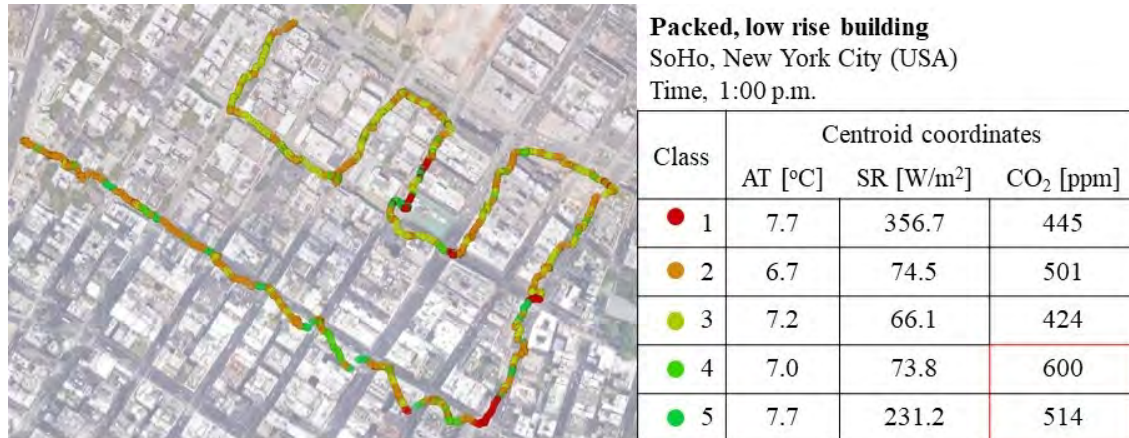 Packed, low rise building
SoHo, New York City (USA)
Time, 1:00 p.m.
Class
Centroid coordinates
AT [°C] SR [W/m²] CO₂ [ppm]
1 7.7 356.7 445
2 6.7 74.5 501
3 7.2 66.1 424
4 7.0 73.8 600
5 7.7 231.2 514